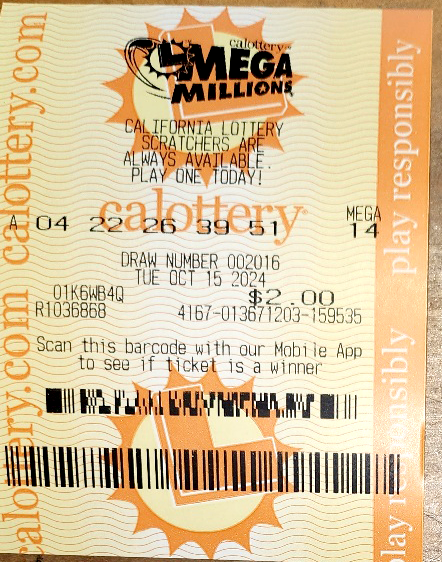 calottery
MEGA
MILLIONS
CALIFORNIA LOTTERY
SCRATCHERS ARE
ALWAYS AVAILABLE.
PLAY ONE TODAY!
calottery
MEGA
A 04 22 26 39 51 14
DRAW NUMBER 002016
TUE OCT 15 2024
01K6WB4Q $2.00
R1036868 4167-013671203-159535
Scan this barcode with our Mobile App
to see if ticket is a winner
calottery.com calottery.com
play responsibly play responsibly